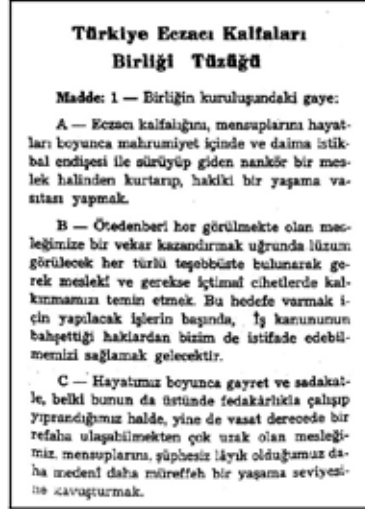 Türkiye Eczacı Kalfaları
Birliği Tüzüğü
Madde: 1 — Birliğin kuruluşundaki gaye:
A — Eczacı kalfalığını, mensuplarını hayat-
ları boyunca mahrumiyet içinde ve daima istik-
bal endişesi ile sürüyüp giden nankör bir mes-
lek halinden kurtarıp, hakiki bir yaşama va-
sıtası yapmak.
B — Ötedenberi hor görülmekte olan mes-
leğimize bir vekar kazandırmak uğrunda lüzum
görülecek her türlü teşebbüste bulunarak ge-
rek meslekî ve gerekse içtimaî cihetlerde kal-
kınmamızı temin etmek. Bu hedefe varmak i-
çin yapılacak işlerin başında, İş kanununun
bahşettiği haklardan bizim de istifade edebil-
memizi sağlamak gelecektir.
C — Hayatımız boyunca gayret ve sadakat-
le, belki bunun da üstünde fedakârlıkla çalışıp
yıprandığımız halde, yine de vasat derecede bir
refaha ulaşabilmekten çok uzak olan mesleği-
miz, mensuplarını, şüphesiz lâyık olduğumuz da-
ha medenî daha müreffeh bir yaşama seviyesi-
ne kavuşturmak.